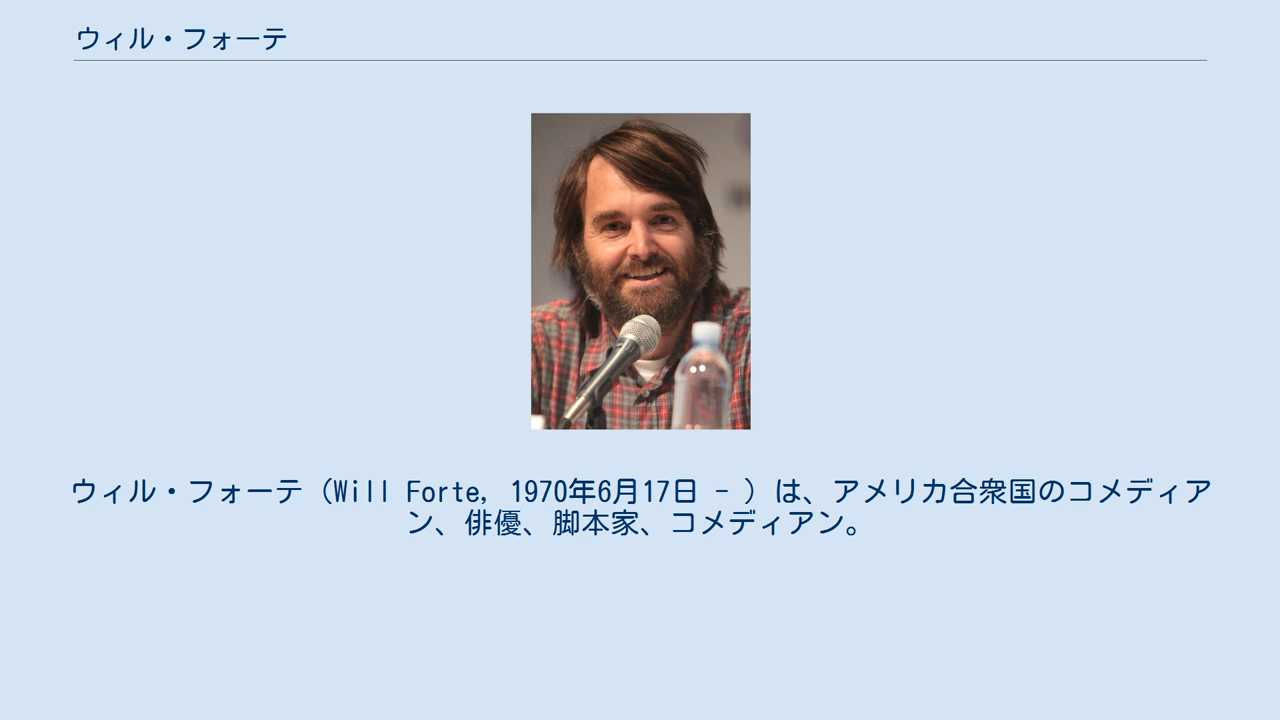 ウィル・フォーテ
ウィル・フォーテ（Will Forte, 1970年6月17日 - ）は、アメリカ合衆国のコメディア
ン、俳優、脚本家、コメディアン。